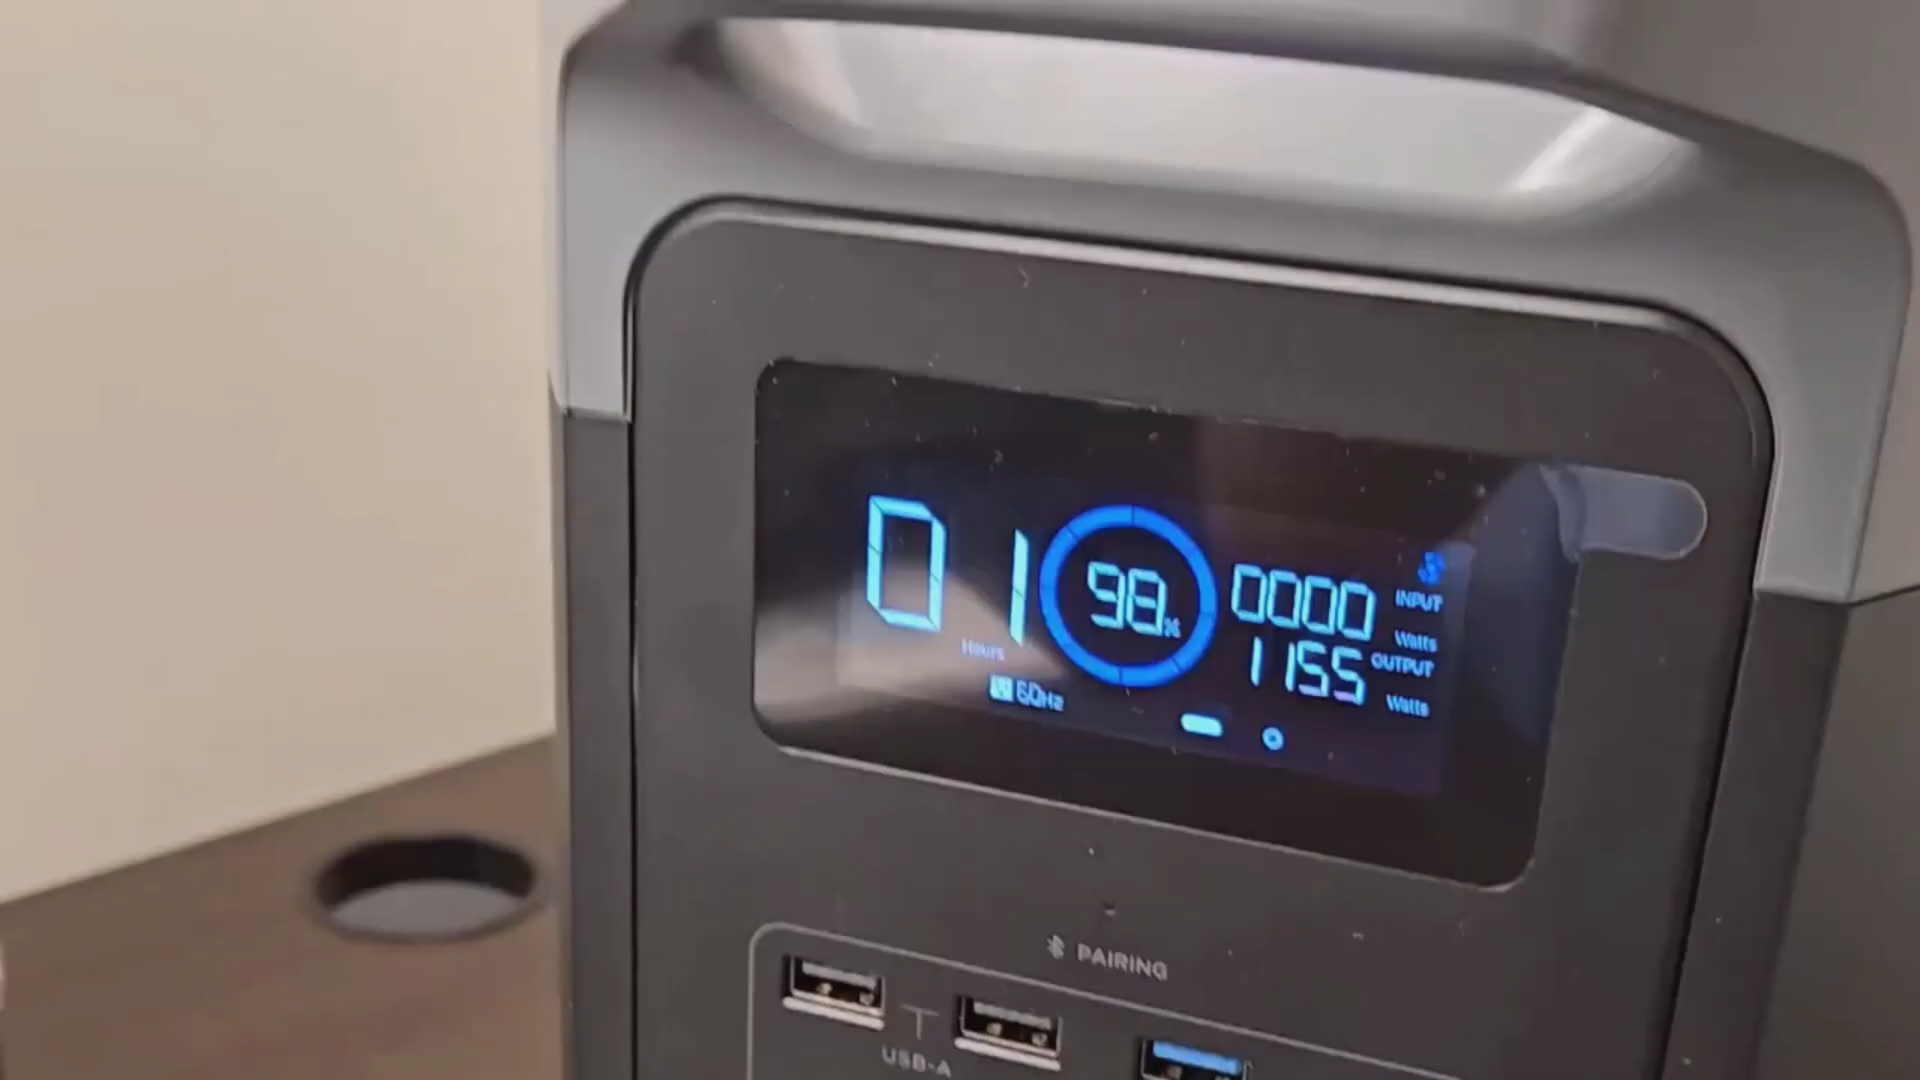 01
Hours
98%
0000
INPUT
Watts
1155
OUTPUT
Watts
60Hz
PAIRING
USB-A